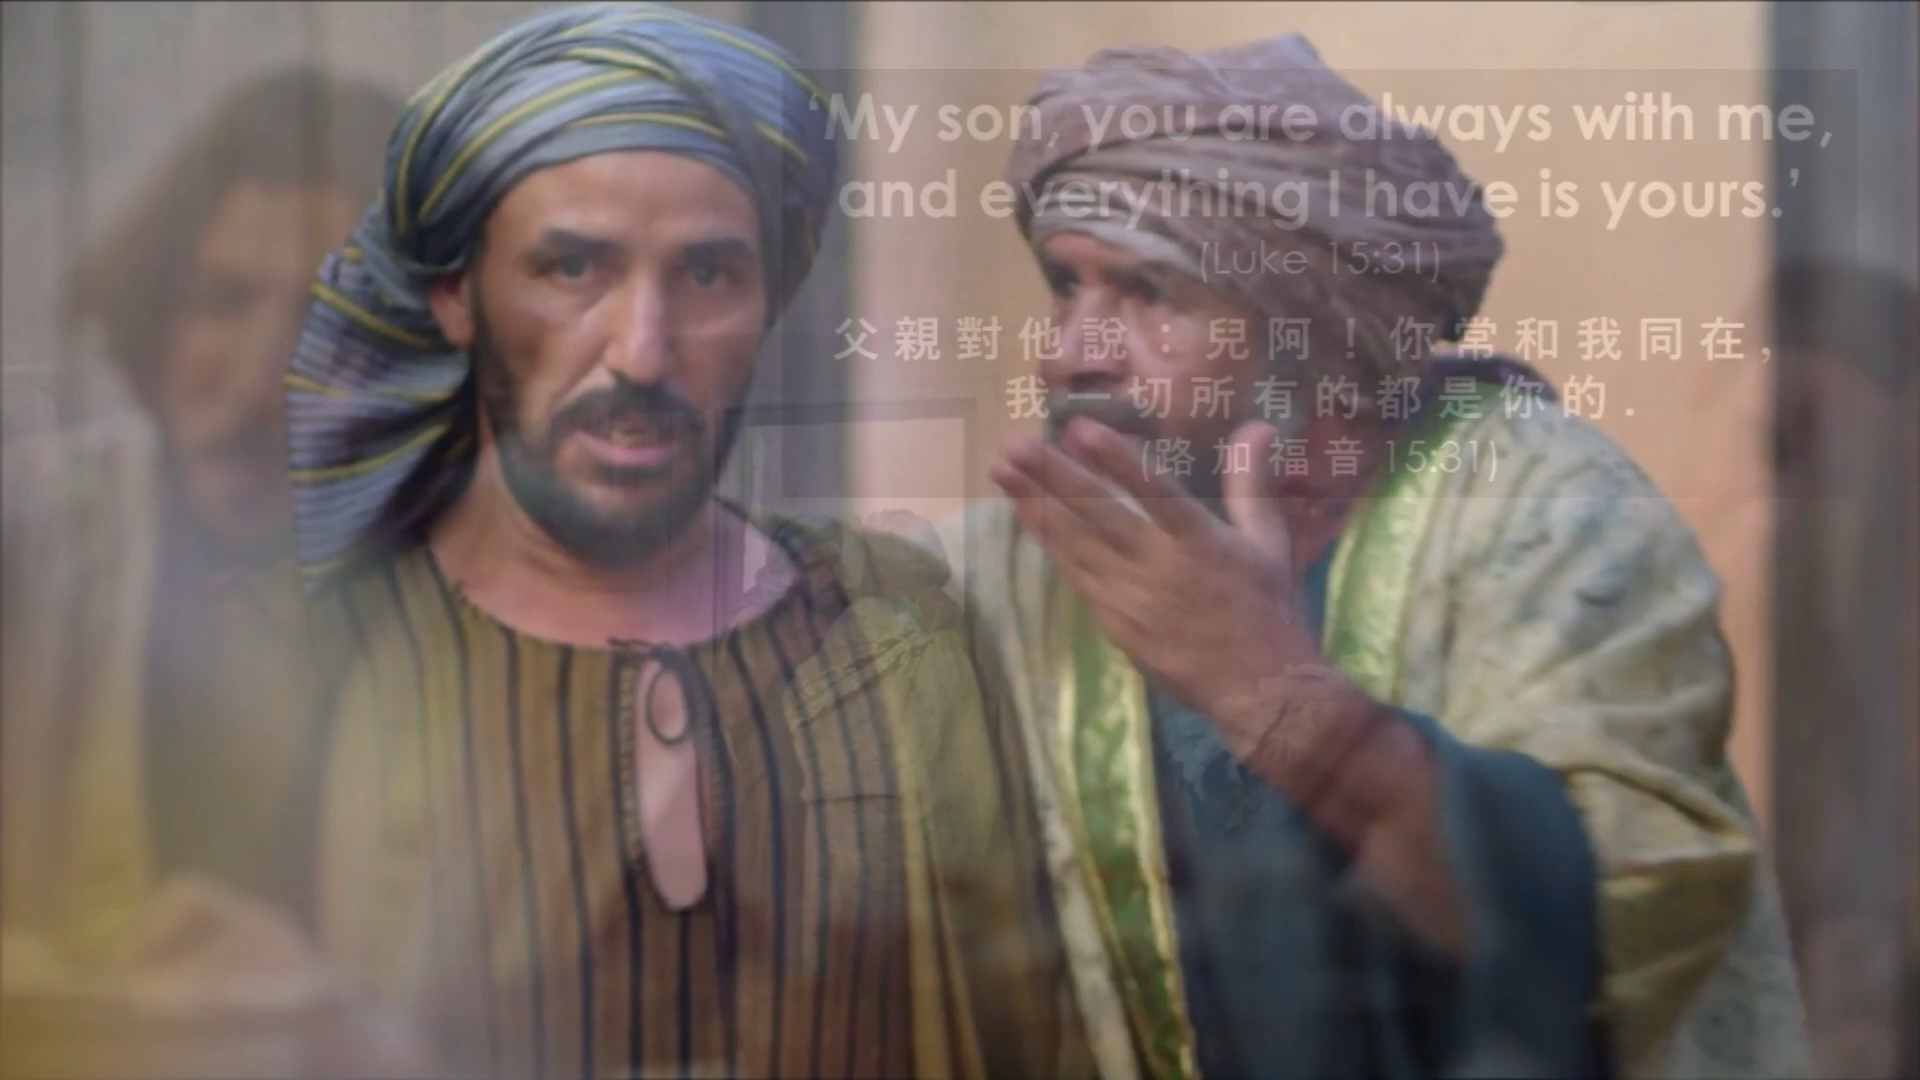 ‘My son, you are always with me,
and everything I have is yours.’
(Luke 15:31)
父親對他說：兒阿！你常和我同在，
我一切所有的都是你的.
(路加福音 15:31)